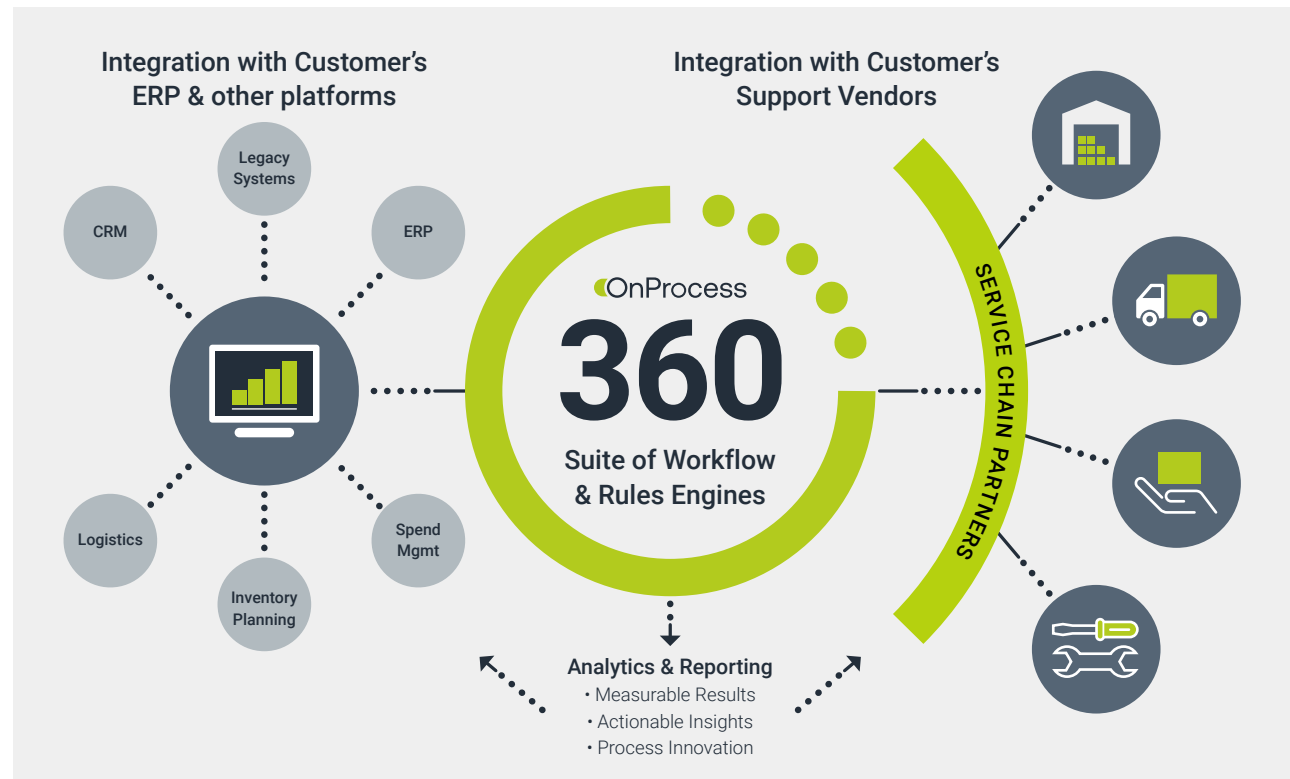 Integration with Customer's
ERP & other platforms
Legacy
Systems
CRM
ERP
Logistics
Spend
Mgmt
Inventory
Planning
OnProcess
360
Suite of Workflow
& Rules Engines
Integration with Customer's
Support Vendors
SERVICE CHAIN PARTNERS
Analytics & Reporting
• Measurable Results
• Actionable Insights
• Process Innovation